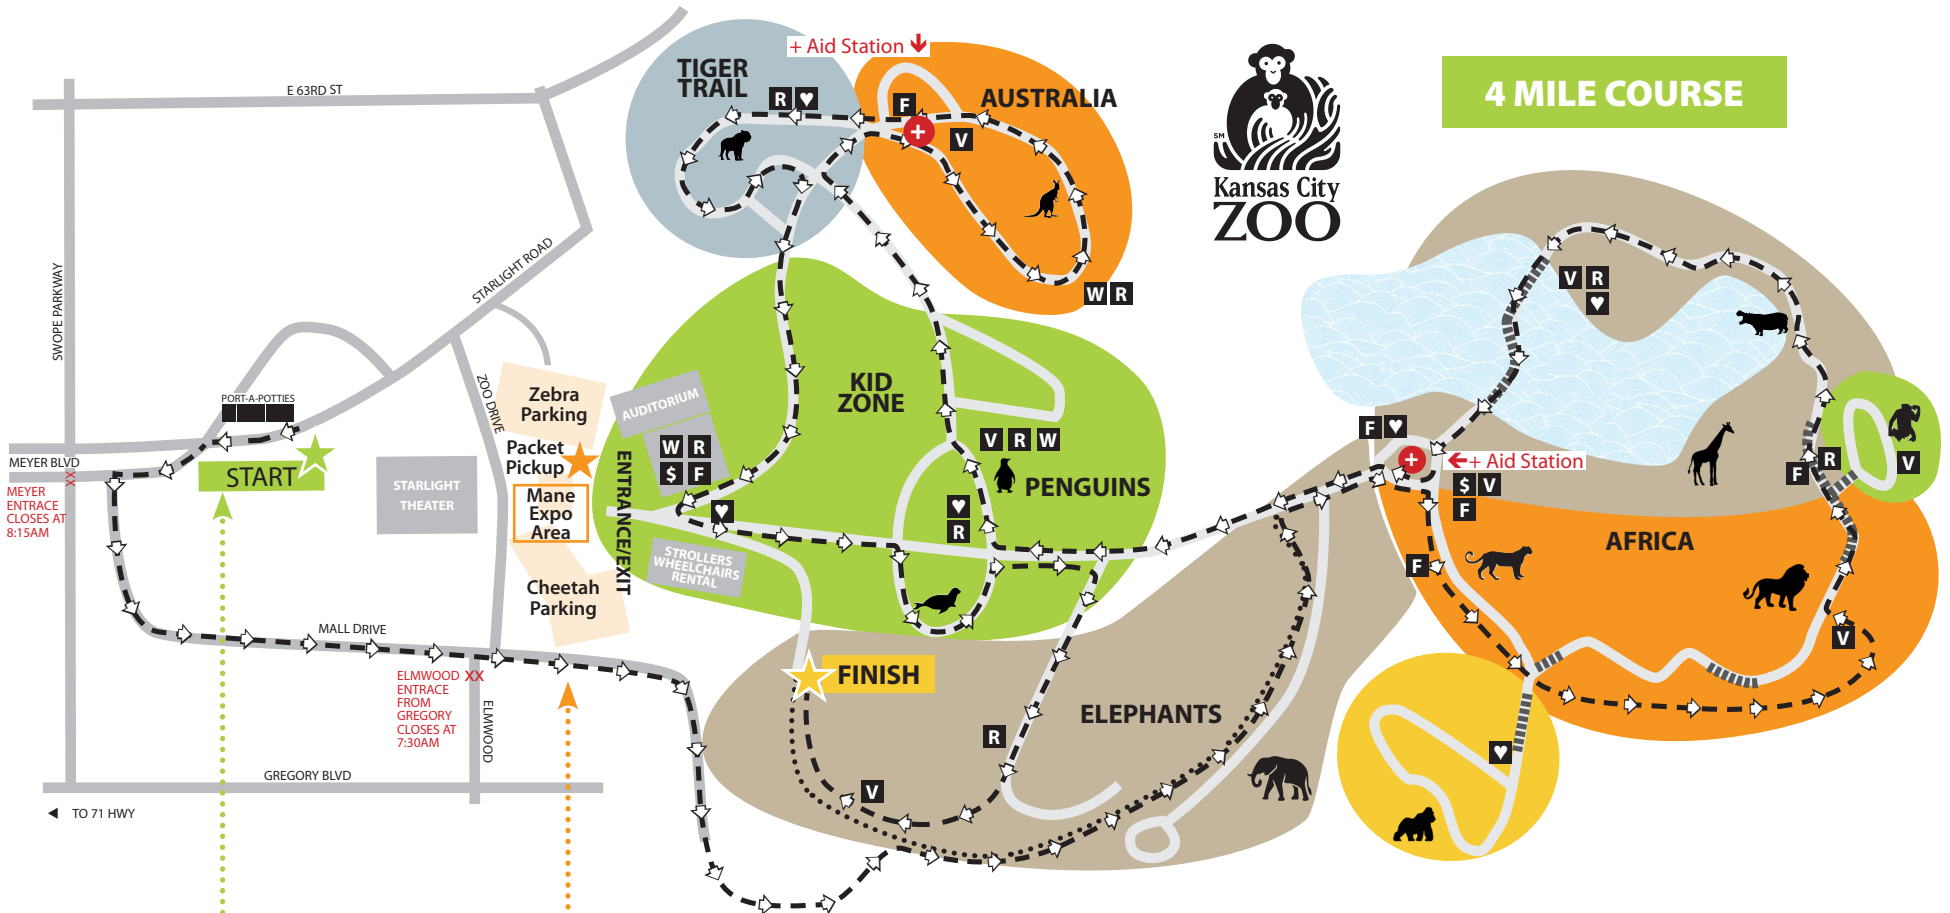 + Aid Station
TIGER
TRAIL
R ♥
F
AUSTRALIA
V
W R
SM
Kansas City
ZOO
4 MILE COURSE
E 63RD ST
SWOPE PARKWAY
STARLIGHT ROAD
ZOO DRIVE
PORT-A-POTTIES
START
MEYER BLVD
XX
MEYER
ENTRACE
CLOSES AT
8:15AM
STARLIGHT
THEATER
Zebra
Parking
Packet
Pickup
Mane
Expo
Area
Cheetah
Parking
ENTRANCE/EXIT
AUDITORIUM
W R
$ F
♥
STROLLERS
WHEELCHAIRS
RENTAL
KID
ZONE
V R W
PENGUINS
♥
R
MALL DRIVE
ELMWOOD XX
ENTRACE
FROM
GREGORY
CLOSES AT
7:30AM
ELMWOOD
GREGORY BLVD
TO 71 HWY
FINISH
ELEPHANTS
R
V
V R
♥
F ♥
+
+ Aid Station
$ V
F
F
AFRICA
F
R
V
V
♥
+